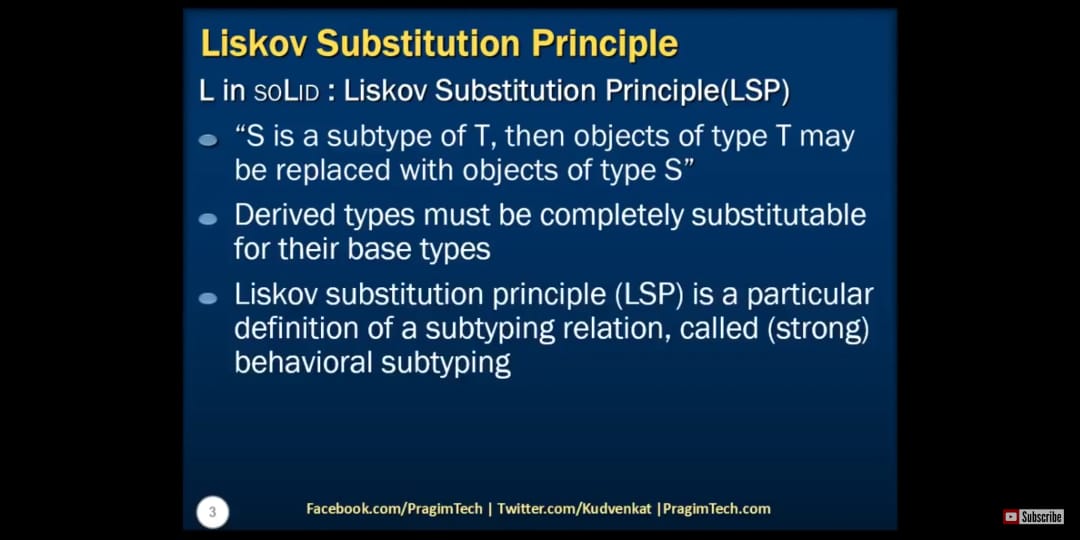 Liskov Substitution Principle
L in SOLID : Liskov Substitution Principle(LSP)
“S is a subtype of T, then objects of type T may
be replaced with objects of type S”
Derived types must be completely substitutable
for their base types
Liskov substitution principle (LSP) is a particular
definition of a subtyping relation, called (strong)
behavioral subtyping
3
Facebook.com/PragimTech | Twitter.com/Kudvenkat |PragimTech.com
Subscribe